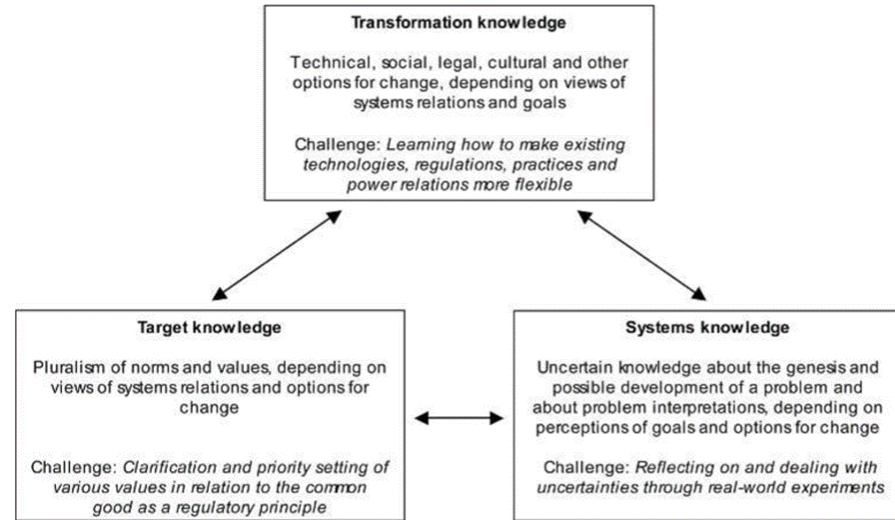 Transformation knowledge
Technical, social, legal, cultural and other
options for change, depending on views of
systems relations and goals
Challenge: Learning how to make existing
technologies, regulations, practices and
power relations more flexible
Target knowledge
Pluralism of norms and values, depending on
views of systems relations and options for
change
Challenge: Clarification and priority setting of
various values in relation to the common
good as a regulatory principle
Systems knowledge
Uncertain knowledge about the genesis and
possible development of a problem and
about problem interpretations, depending on
perceptions of goals and options for change
Challenge: Reflecting on and dealing with
uncertainties through real-world experiments